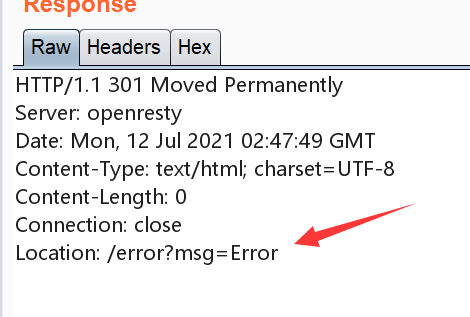 Response
Raw
Headers
Hex
HTTP/1.1 301 Moved Permanently
Server: openresty
Date: Mon, 12 Jul 2021 02:47:49 GMT
Content-Type: text/html; charset=UTF-8
Content-Length: 0
Connection: close
Location: /error?msg=Error